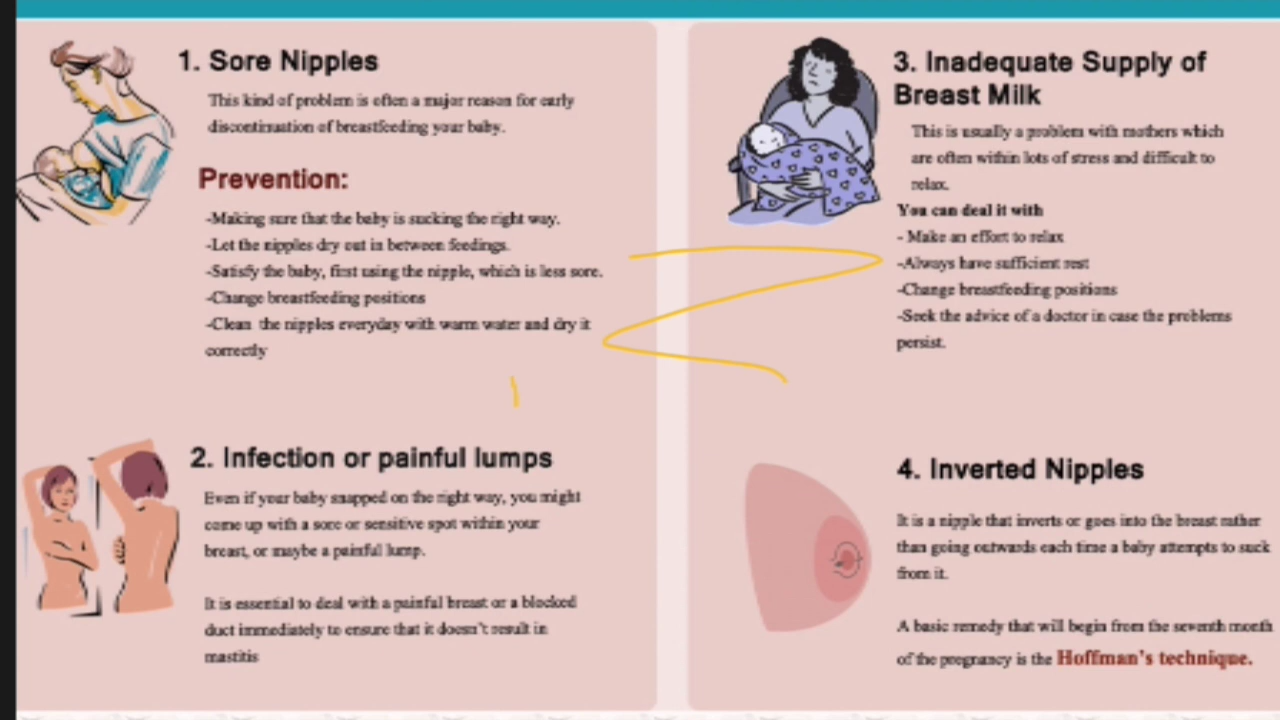 1. Sore Nipples
This kind of problem is often a major reason for early
discontinuation of breastfeeding your baby.
Prevention:
-Making sure that the baby is sucking the right way.
-Let the nipples dry out in between feedings.
-Satisfy the baby, first using the nipple, which is less sore.
-Change breastfeeding positions
-Clean the nipples everyday with warm water and dry it
correctly
2. Infection or painful lumps
Even if your baby snapped on the right way, you might
come up with a sore or sensitive spot within your
breast, or maybe a painful lump.
It is essential to deal with a painful breast or a blocked
duct immediately to ensure that it doesn't result in
mastitis
3. Inadequate Supply of
Breast Milk
This is usually a problem with mothers which
are often within lots of stress and difficult to
relax.
You can deal it with
- Make an effort to relax
-Always have sufficient rest
-Change breastfeeding positions
-Seek the advice of a doctor in case the problems
persist.
4. Inverted Nipples
It is a nipple that inverts or goes into the breast rather
than going outwards each time a baby attempts to suck
from it.
A basic remedy that will begin from the seventh month
of the pregnancy is the Hoffman's technique.